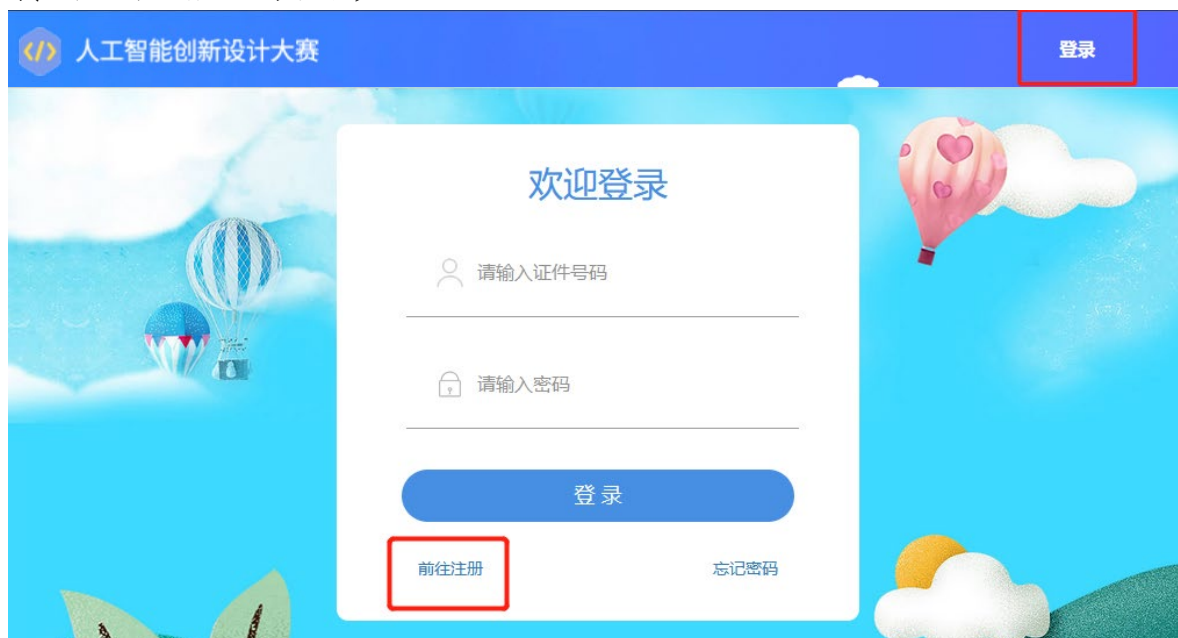 人工智能创新设计大赛
登录
欢迎登录
请输入证件号码
请输入密码
登录
前往注册 忘记密码